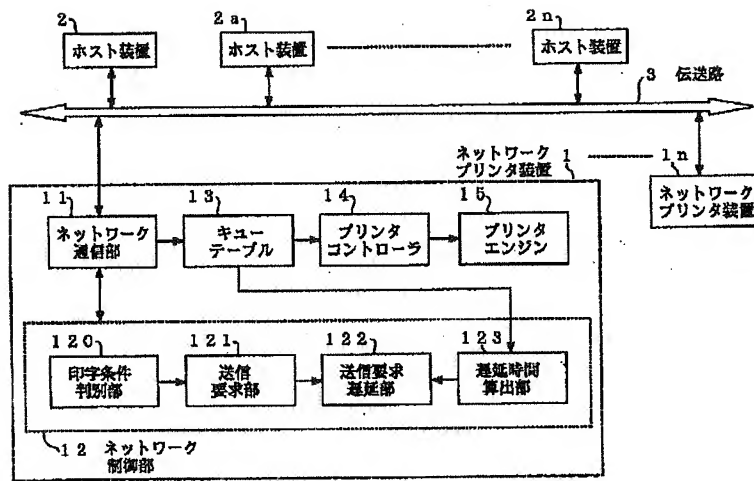 2 2a 2n
ホスト装置 ホスト装置 ホスト装置
3 伝送路
ネットワーク
プリンタ装置 1 1n
ネットワーク
プリンタ装置
11 13 14 15
ネットワーク
通信部
キュー
テーブル
プリンタ
コントローラ
プリンタ
エンジン
120 121 122 123
印字条件
判別部
送信
要求部
送信要求
遅延部
遅延時間
算出部
12 ネットワーク
制御部